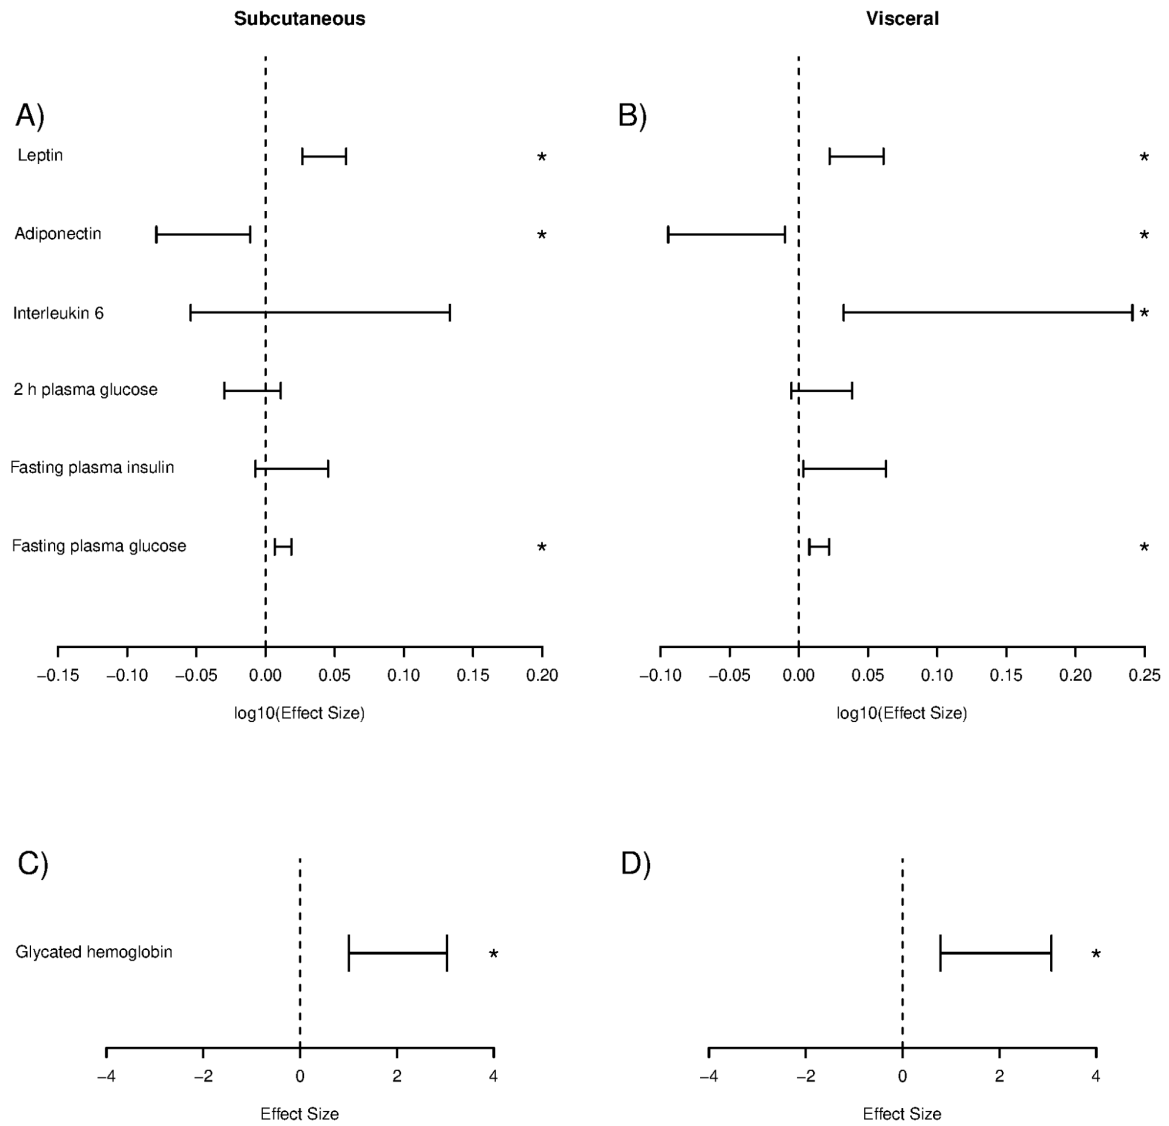 Subcutaneous
Visceral
A)
B)
Leptin
*
*
Adiponectin
*
*
Interleukin 6
*
2 h plasma glucose
Fasting plasma insulin
Fasting plasma glucose
*
*
−0.15 −0.10 −0.05 0.00 0.05 0.10 0.15 0.20
−0.10 −0.05 0.00 0.05 0.10 0.15 0.20 0.25
log10(Effect Size)
log10(Effect Size)
C)
D)
Glycated hemoglobin
*
*
−4 −2 0 2 4
−4 −2 0 2 4
Effect Size
Effect Size